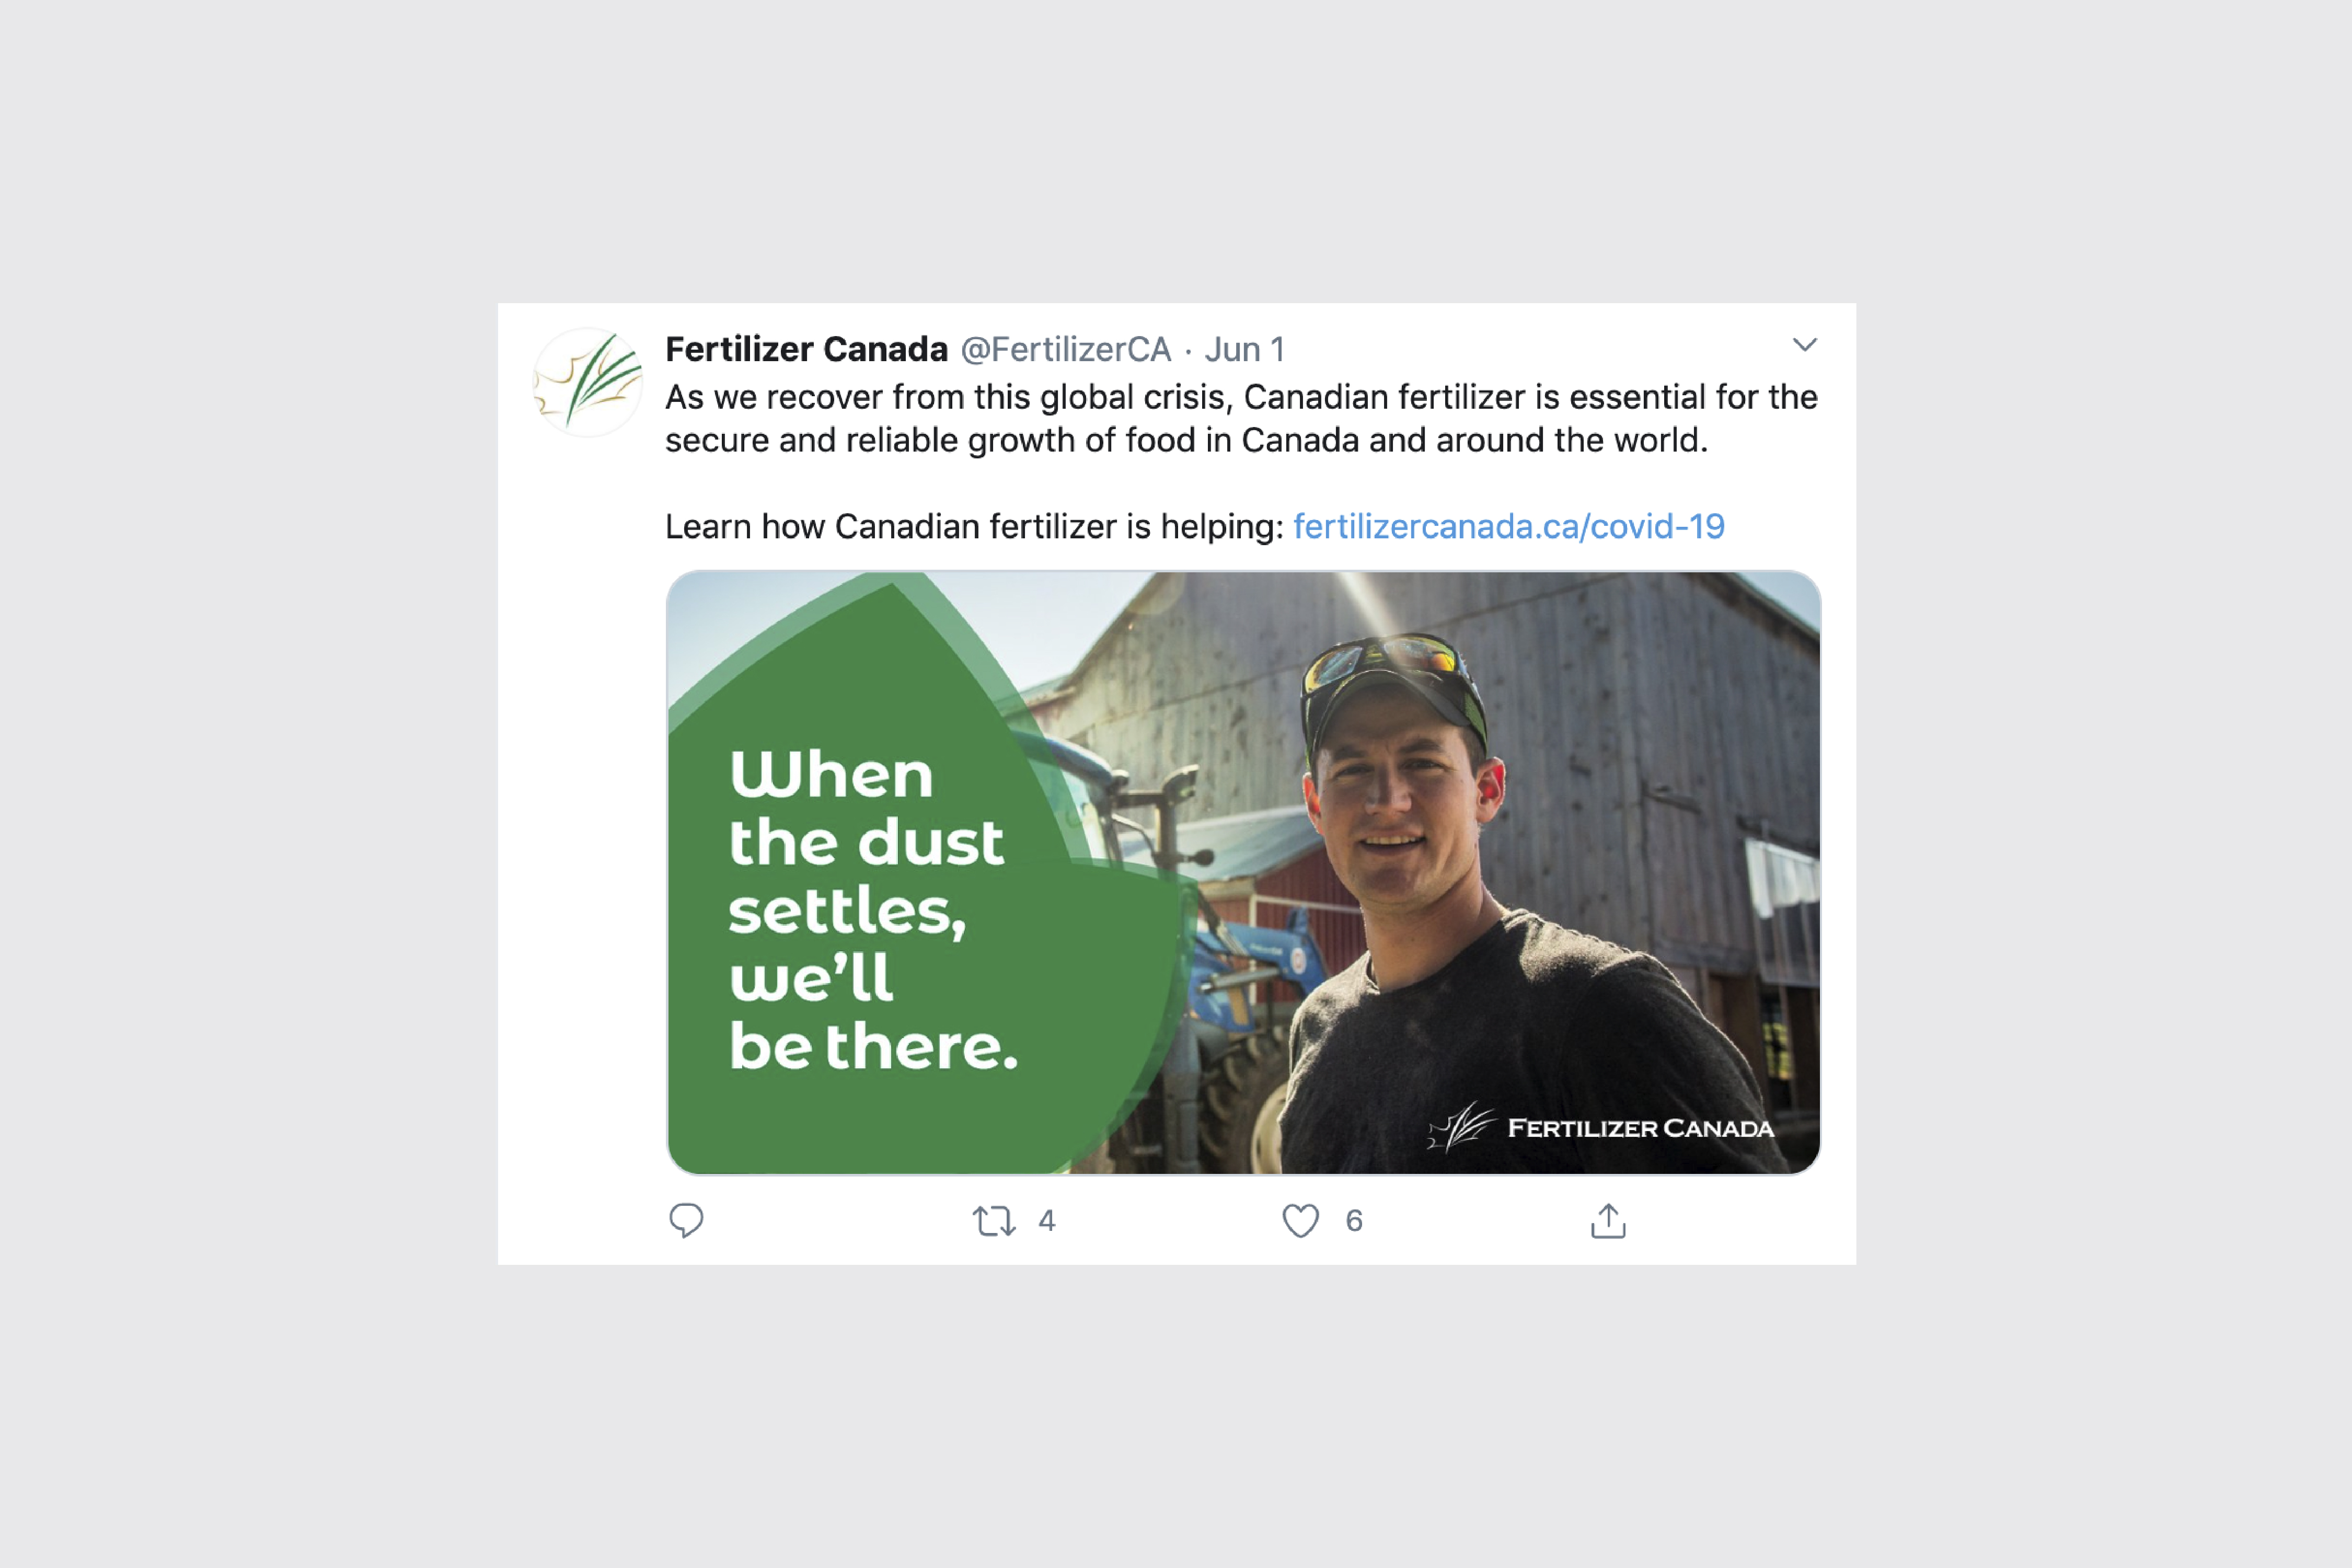 Fertilizer Canada @FertilizerCA · Jun 1
As we recover from this global crisis, Canadian fertilizer is essential for the
secure and reliable growth of food in Canada and around the world.
Learn how Canadian fertilizer is helping: fertilizercanada.ca/covid-19
When
the dust
settles,
we’ll
be there.
FERTILIZER CANADA
4
6